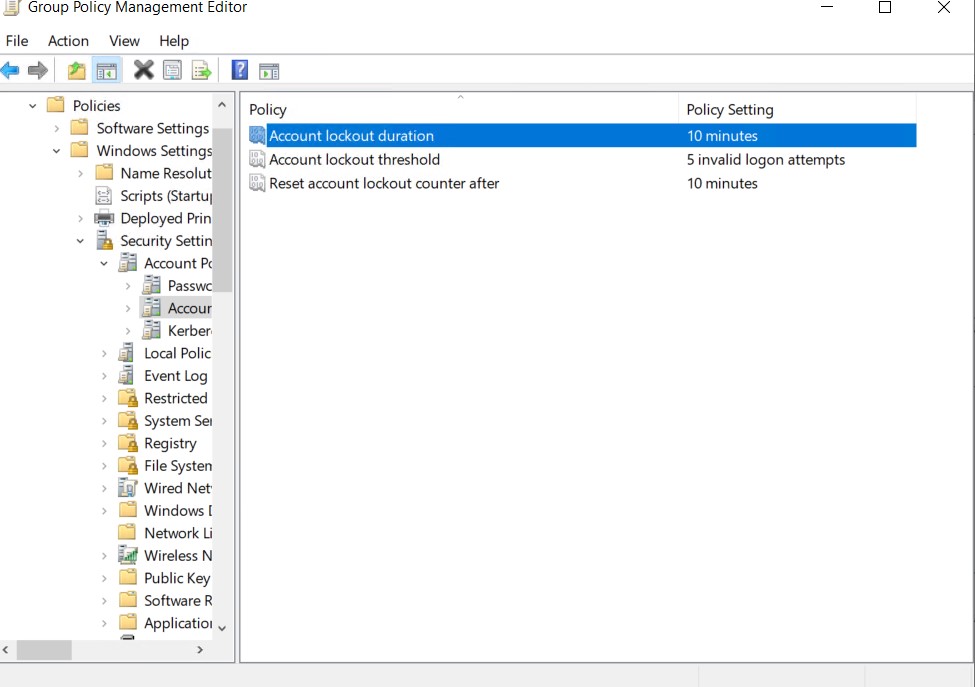 Group Policy Management Editor
File Action View Help
Policies
Software Settings
Windows Settings
Name Resolut
Scripts (Startu
Deployed Prin
Security Settin
Account Po
Passwo
Accoun
Kerber
Local Polic
Event Log
Restricted
System Ser
Registry
File System
Wired Net
Windows D
Network Li
Wireless N
Public Key
Software R
Application
Policy Policy Setting
Account lockout duration 10 minutes
Account lockout threshold 5 invalid logon attempts
Reset account lockout counter after 10 minutes